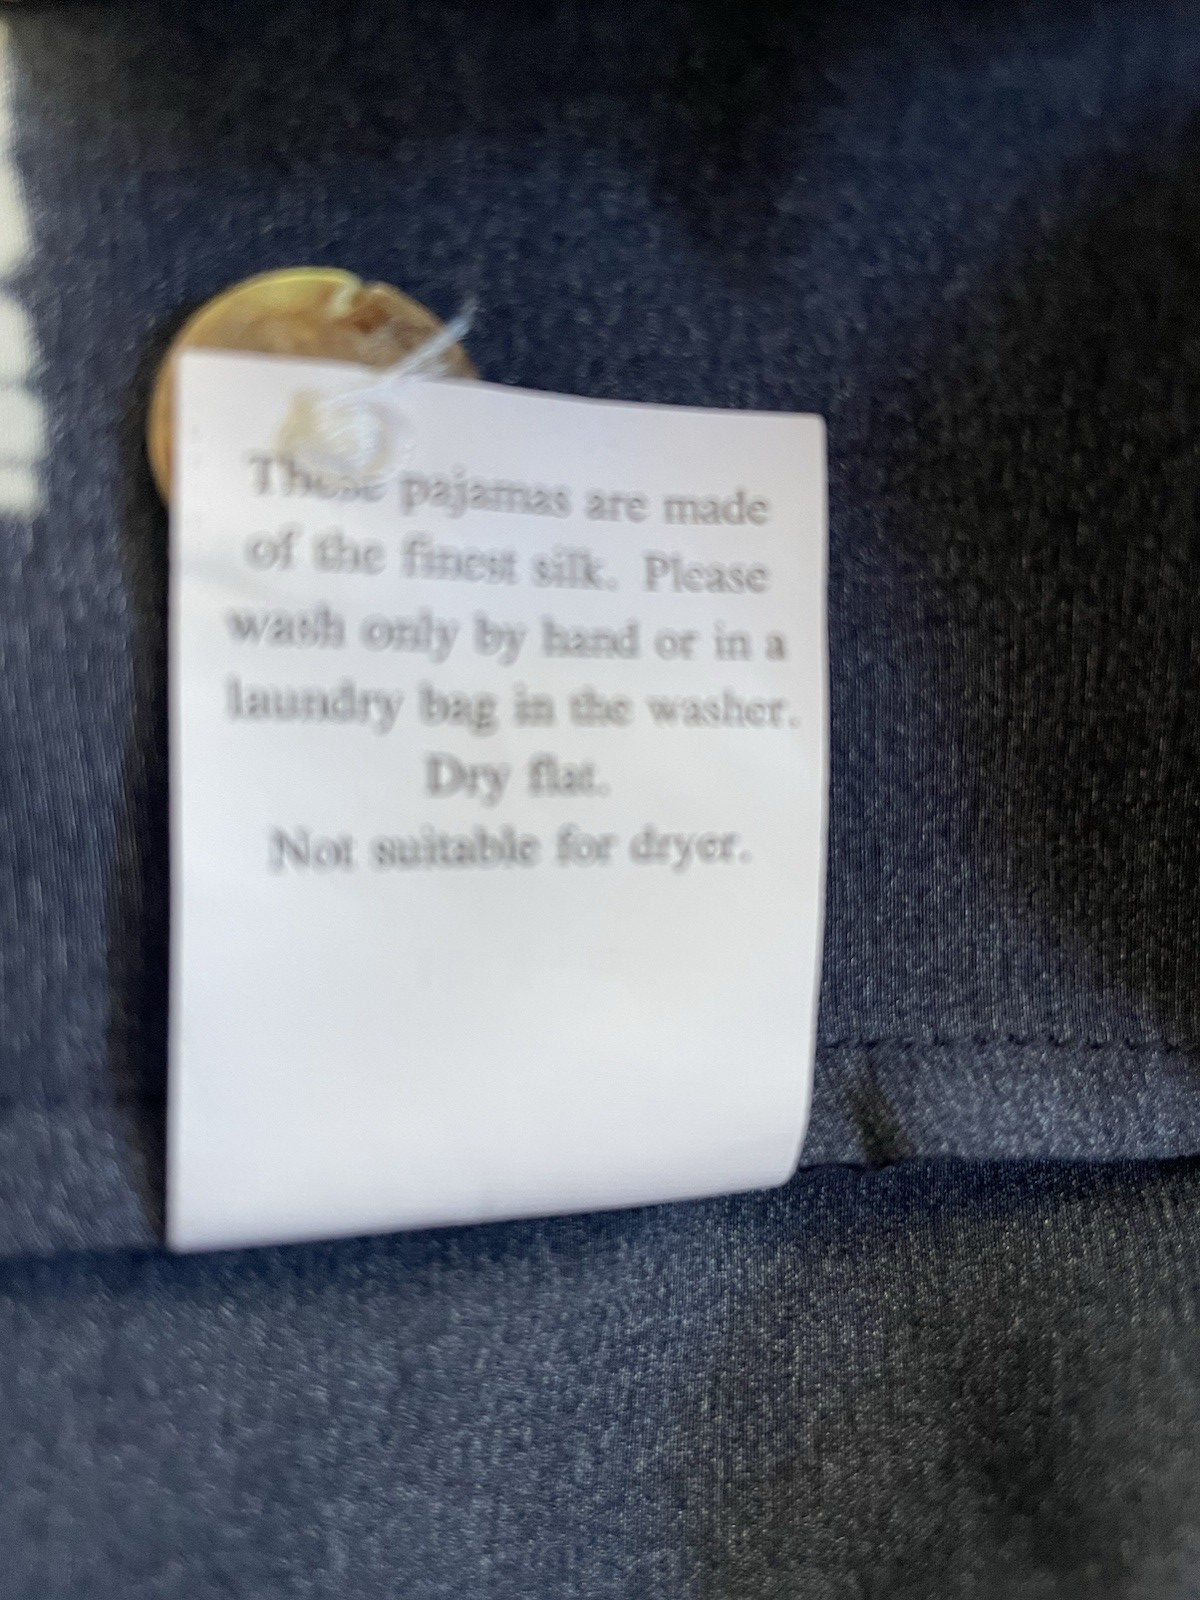 These pajamas are made
of the finest silk. Please
wash only by hand or in a
laundry bag in the washer.
Dry flat.
Not suitable for dryer.